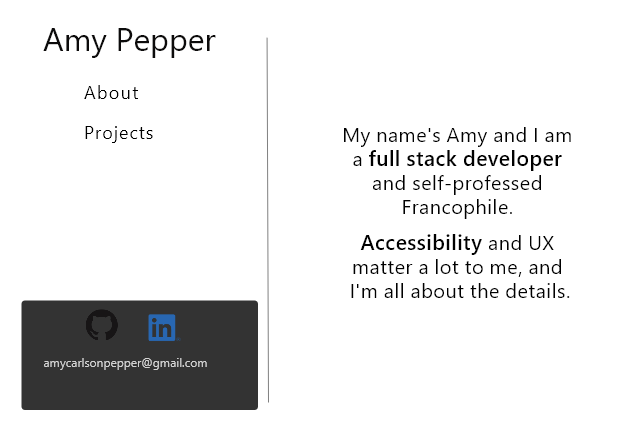 Amy Pepper
About
Projects
in
amycarlsonpepper@gmail.com
My name's Amy and I am
a full stack developer
and self-professed
Francophile.
Accessibility and UX
matter a lot to me, and
I'm all about the details.